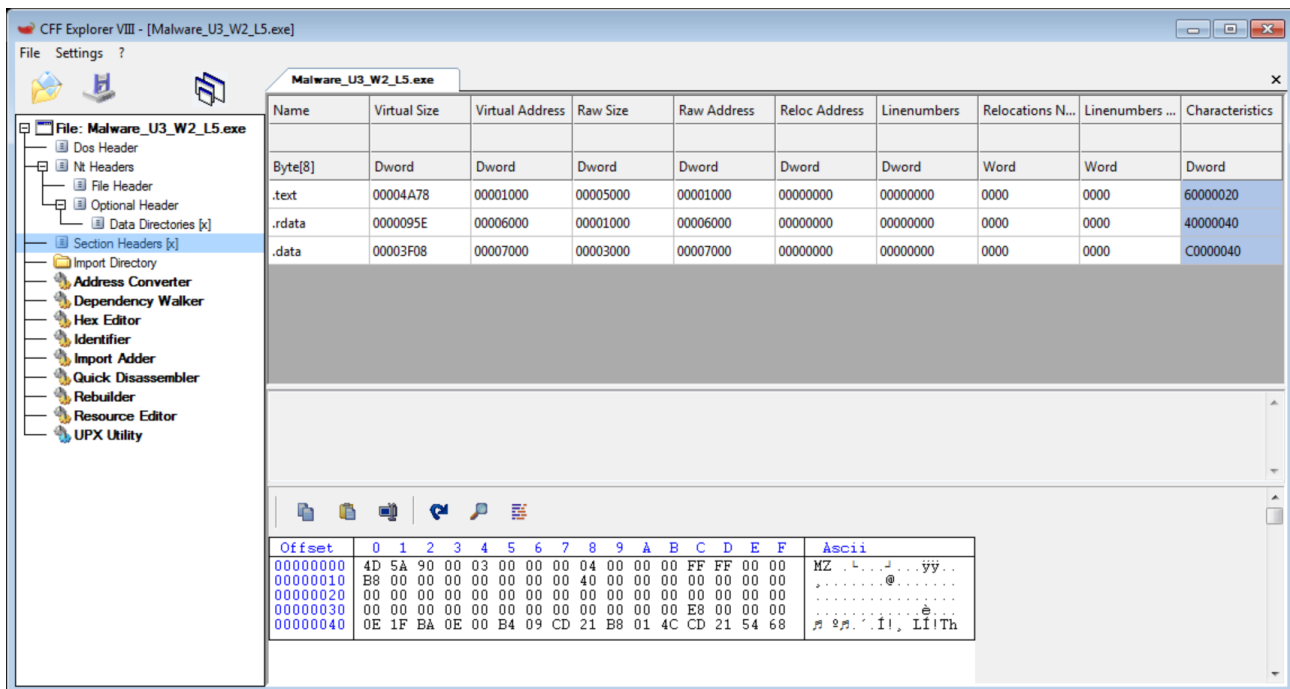 CFF Explorer VIII - [Malware_U3_W2_L5.exe]
File Settings ?
Malware_U3_W2_L5.exe
File: Malware_U3_W2_L5.exe
Dos Header
Nt Headers
File Header
Optional Header
Data Directories [x]
Section Headers [x]
Import Directory
Address Converter
Dependency Walker
Hex Editor
Identifier
Import Adder
Quick Disassembler
Rebuilder
Resource Editor
UPX Utility
Name Virtual Size Virtual Address Raw Size Raw Address Reloc Address Linenumbers Relocations N... Linenumbers ... Characteristics
Byte[8] Dword Dword Dword Dword Dword Dword Word Word Dword
.text 00004A78 00001000 00005000 00001000 00000000 00000000 0000 0000 60000020
.rdata 0000095E 00006000 00001000 00006000 00000000 00000000 0000 0000 40000040
.data 00003F08 00007000 00003000 00007000 00000000 00000000 0000 0000 C0000040
Offset 0 1 2 3 4 5 6 7 8 9 A B C D E F Ascii
00000000 4D 5A 90 00 03 00 00 00 04 00 00 00 FF FF 00 00 MZ .└...┘...ÿÿ..
00000010 B8 00 00 00 00 00 00 00 40 00 00 00 00 00 00 00 ¸.......@.......
00000020 00 00 00 00 00 00 00 00 00 00 00 00 00 00 00 00 ................
00000030 00 00 00 00 00 00 00 00 00 00 00 00 E8 00 00 00 ............è...
00000040 0E 1F BA 0E 00 B4 09 CD 21 B8 01 4C CD 21 54 68 ♬ º♬.´.Í!¸ LÍ!Th